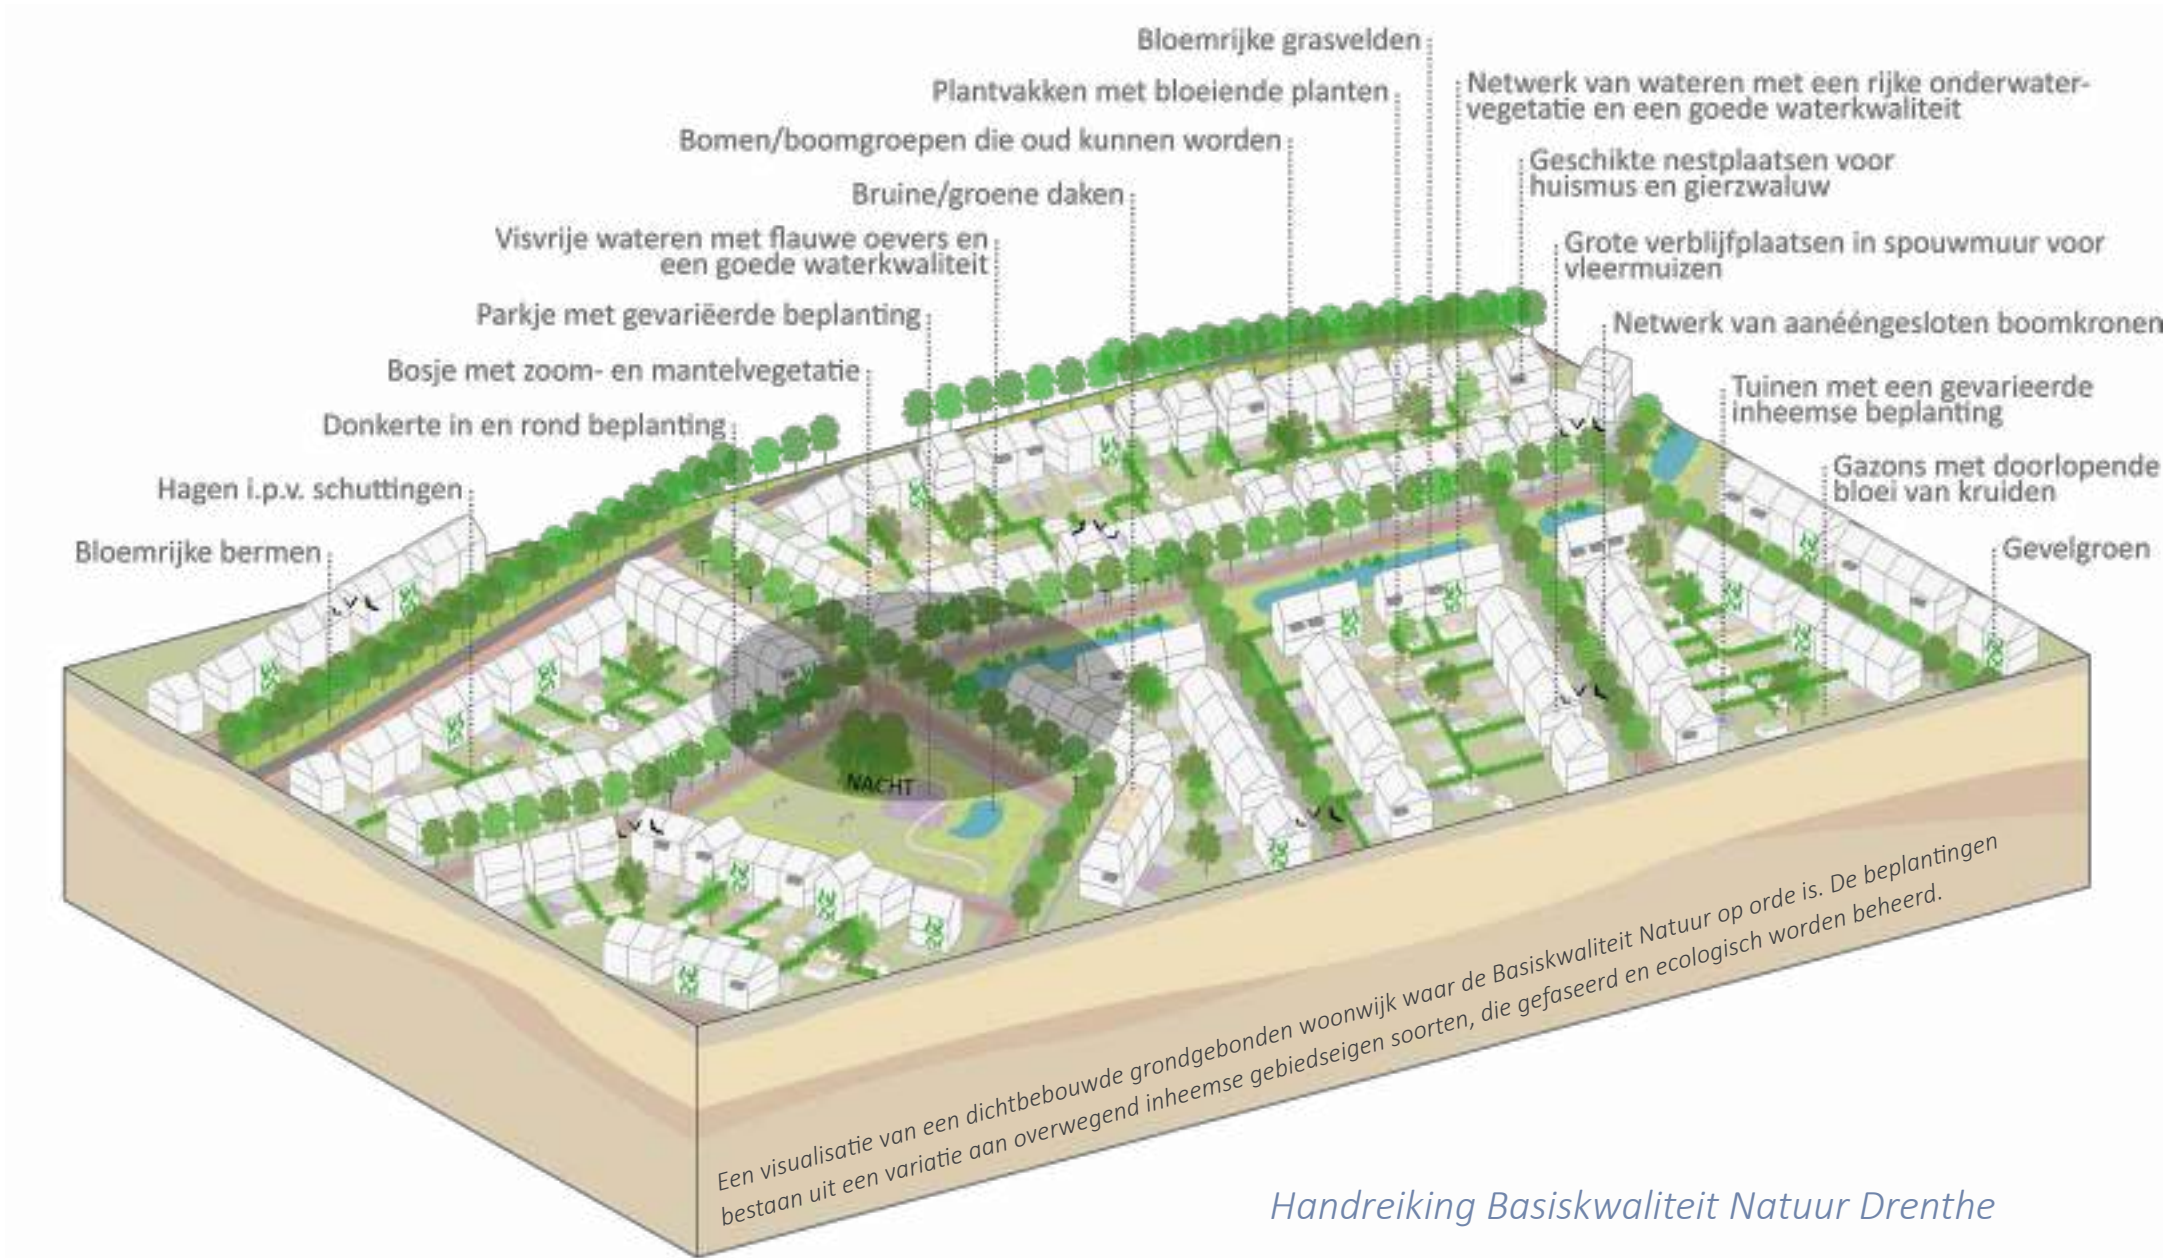 Bloemrijke grasvelden
Plantvakken met bloeiende planten
Netwerk van wateren met een rijke onderwater-
vegetatie en een goede waterkwaliteit
Bomen/boomgroepen die oud kunnen worden
Geschikte nestplaatsen voor
huismus en gierzwaluw
Bruine/groene daken
Visvrije wateren met flauwe oevers en
een goede waterkwaliteit
Grote verblijfplaatsen in spouwmuur voor
vleermuizen
Parkje met gevariëerde beplanting
Netwerk van aanééngesloten boomkronen
Bosje met zoom- en mantelvegetatie
Tuinen met een gevarieerde
inheemse beplanting
Donkerte in en rond beplanting
Gazons met doorlopende
bloei van kruiden
Hagen i.p.v. schuttingen
Bloemrijke bermen
Gevelgroen
NACHT
Een visualisatie van een dichtbebouwde grondgebonden woonwijk waar de Basiskwaliteit Natuur op orde is. De beplantingen
bestaan uit een variatie aan overwegend inheemse gebiedseigen soorten, die gefaseerd en ecologisch worden beheerd.
Handreiking Basiskwaliteit Natuur Drenthe